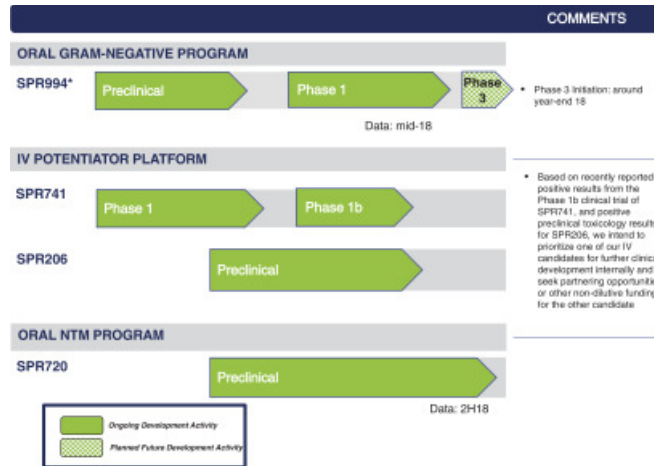 COMMENTS
ORAL GRAM-NEGATIVE PROGRAM
SPR994*
Preclinical
Phase 1
Phase
3
• Phase 3 Initiation: around
year-end 18
Data: mid-18
IV POTENTIATOR PLATFORM
SPR741
Phase 1
Phase 1b
• Based on recently reported
positive results from the
Phase 1b clinical trial of
SPR741, and positive
preclinical toxicology results
for SPR206, we intend to
prioritize one of our IV
candidates for further clinic
development internally and
seek partnering opportunitie
or other non-dilutive funding
for the other candidate
SPR206
Preclinical
ORAL NTM PROGRAM
SPR720
Preclinical
Data: 2H18
Ongoing Development Activity
Planned Future Development Activity